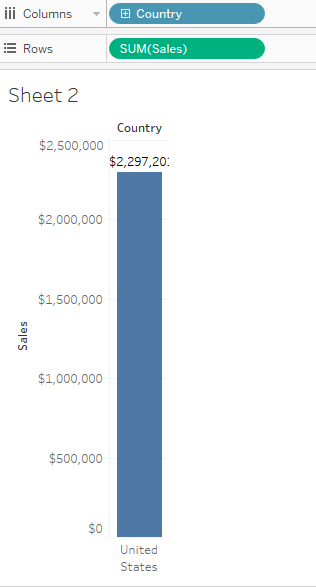 Columns
Country
Rows
SUM(Sales)
Sheet 2
Country
$2,500,000
$2,297,201
$2,000,000
$1,500,000
Sales
$1,000,000
$500,000
$0
United
States